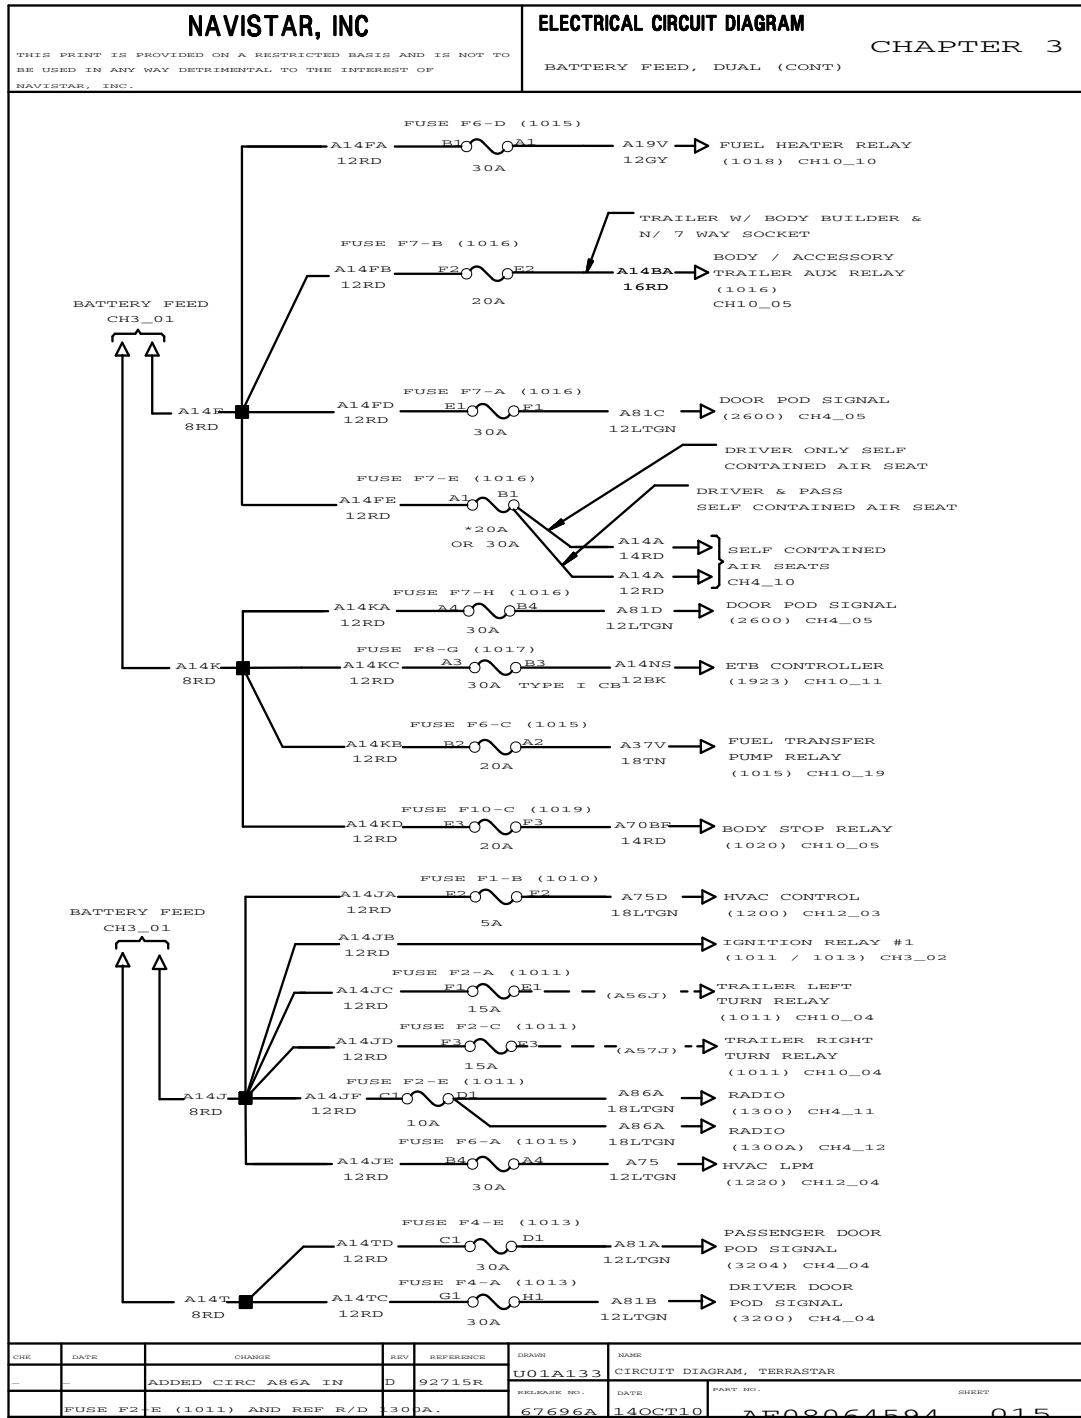 NAVISTAR, INC
THIS PRINT IS PROVIDED ON A RESTRICTED BASIS AND IS NOT TO
BE USED IN ANY WAY DETRIMENTAL TO THE INTEREST OF
NAVISTAR, INC.
ELECTRICAL CIRCUIT DIAGRAM
CHAPTER 3
BATTERY FEED, DUAL (CONT)
FUSE F6-D (1015)
A14FA B1 A1 A19V FUEL HEATER RELAY
12RD 30A 12GY (1018) CH10_10
TRAILER W/ BODY BUILDER &
N/ 7 WAY SOCKET
FUSE F7-B (1016)
A14FB F2 E2 A14BA BODY / ACCESSORY
12RD 20A 16RD TRAILER AUX RELAY
(1016)
CH10_05
BATTERY FEED
CH3_01
FUSE F7-A (1016)
A14F A14FD E1 F1 A81C DOOR POD SIGNAL
8RD 12RD 30A 12LTGN (2600) CH4_05
DRIVER ONLY SELF
CONTAINED AIR SEAT
FUSE F7-E (1016)
DRIVER & PASS
SELF CONTAINED AIR SEAT
A14FE A1 B1
12RD *20A
OR 30A
A14A
14RD
A14A
12RD
SELF CONTAINED
AIR SEATS
CH4_10
FUSE F7-H (1016)
A14KA A4 B4 A81D DOOR POD SIGNAL
12RD 30A 12LTGN (2600) CH4_05
FUSE F8-G (1017)
A14K A14KC A3 B3 A14NS ETB CONTROLLER
8RD 12RD 30A TYPE I CB 12BK (1923) CH10_11
FUSE F6-C (1015)
A14KB B2 A2 A37V FUEL TRANSFER
12RD 20A 18TN PUMP RELAY
(1015) CH10_19
FUSE F10-C (1019)
A14KD E3 F3 A70BF BODY STOP RELAY
12RD 20A 14RD (1020) CH10_05
FUSE F1-B (1010)
A14JA E2 F2 A75D HVAC CONTROL
12RD 5A 18LTGN (1200) CH12_03
BATTERY FEED
CH3_01
A14JB IGNITION RELAY #1
12RD (1011 / 1013) CH3_02
FUSE F2-A (1011)
A14JC F1 E1 (A56J) TRAILER LEFT
12RD 15A TURN RELAY
(1011) CH10_04
FUSE F2-C (1011)
A14JD F3 E3 (A57J) TRAILER RIGHT
12RD 15A TURN RELAY
(1011) CH10_04
FUSE F2-E (1011)
A14J A14JF C1 D1 A86A RADIO
8RD 12RD 10A 18LTGN (1300) CH4_11
A86A RADIO
18LTGN (1300A) CH4_12
FUSE F6-A (1015)
A14JE B4 A4 A75 HVAC LPM
12RD 30A 12LTGN (1220) CH12_04
FUSE F4-E (1013)
A14TD C1 D1 A81A PASSENGER DOOR
12RD 30A 12LTGN POD SIGNAL
(3204) CH4_04
FUSE F4-A (1013)
A14T A14TC G1 H1 A81B DRIVER DOOR
8RD 12RD 30A 12LTGN POD SIGNAL
(3200) CH4_04
CHK DATE CHANGE REV REFERENCE DRAWN NAME
- - ADDED CIRC A86A IN D 92715R U01A133 CIRCUIT DIAGRAM, TERRASTAR
FUSE F2-E (1011) AND REF R/D 1300A.
RELEASE NO. DATE PART NO. SHEET
67696A 14OCT10 AE08064594 015